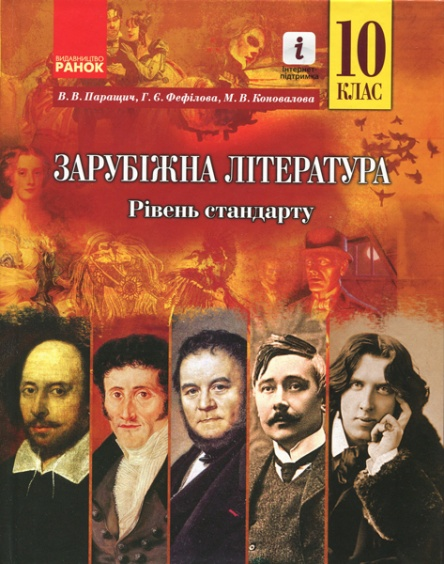 ВИДАВНИЦТВО
РАНОК
i
інтернет-
підтримка
10
КЛАС
В. В. Паращич, Г. Є. Фефілова, М. В. Коновалова
ЗАРУБІЖНА ЛІТЕРАТУРА
Рівень стандарту